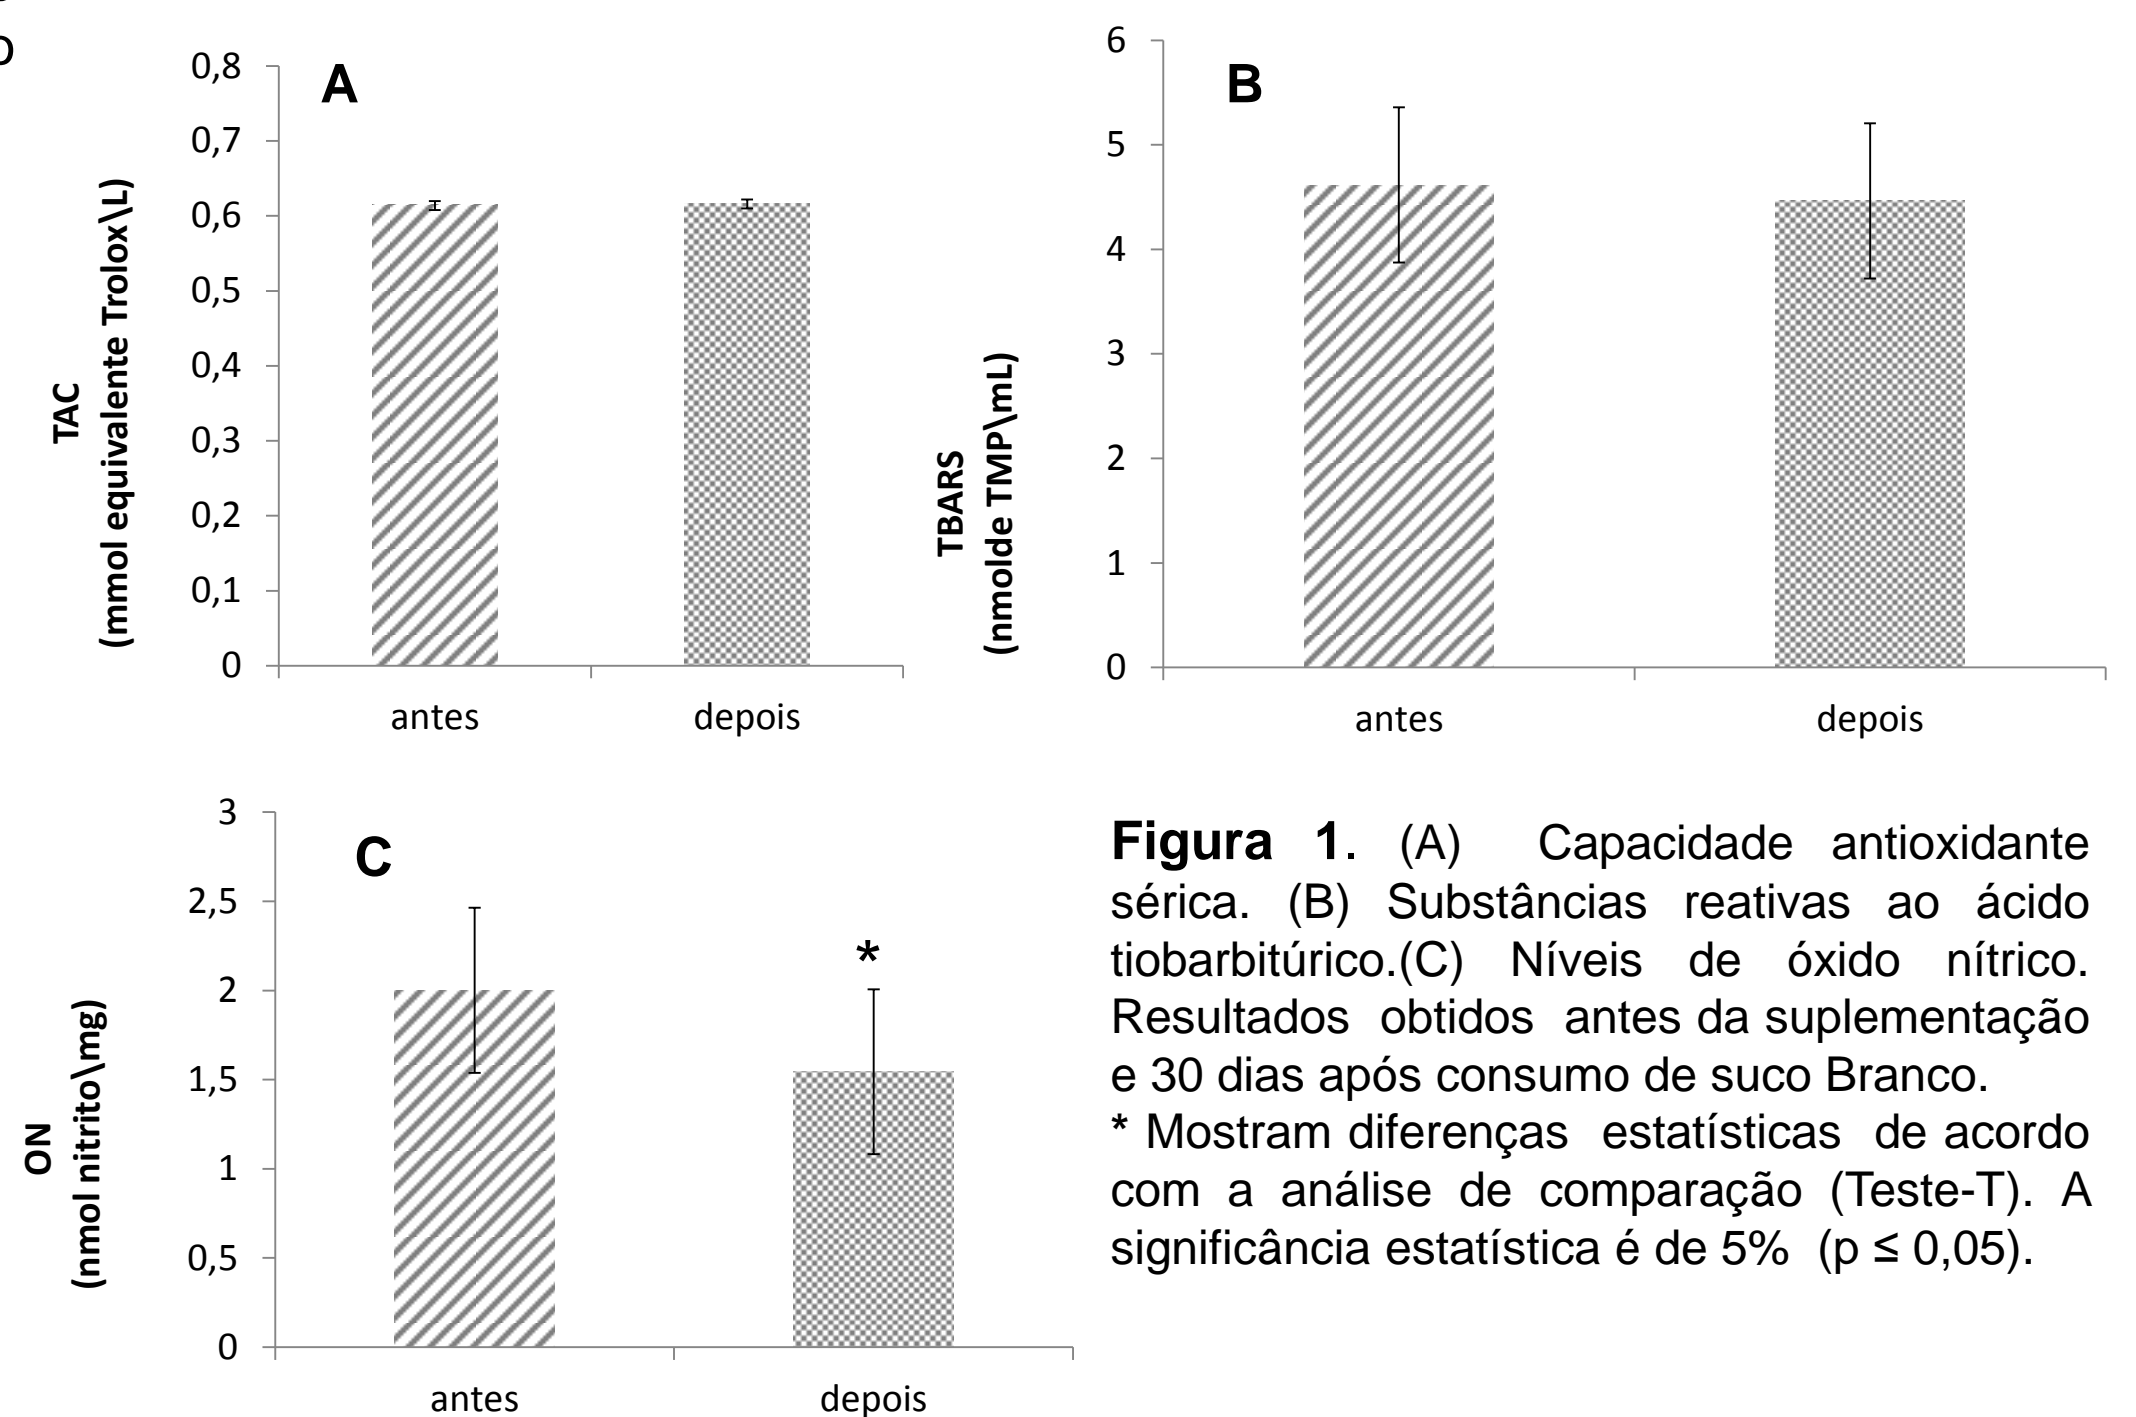 A
0,8
0,7
0,6
0,5
0,4
0,3
0,2
0,1
0
TAC
(mmol equivalente Trolox\L)
antes depois
B
6
5
4
3
2
1
0
TBARS
(nmolde TMP\mL)
antes depois
C
3
2,5
2
1,5
1
0,5
0
ON
(nmol nitrito\mg)
*
antes depois
Figura 1. (A) Capacidade antioxidante
sérica. (B) Substâncias reativas ao ácido
tiobarbitúrico.(C) Níveis de óxido nítrico.
Resultados obtidos antes da suplementação
e 30 dias após consumo de suco Branco.
* Mostram diferenças estatísticas de acordo
com a análise de comparação (Teste-T). A
significância estatística é de 5% (p ≤ 0,05).